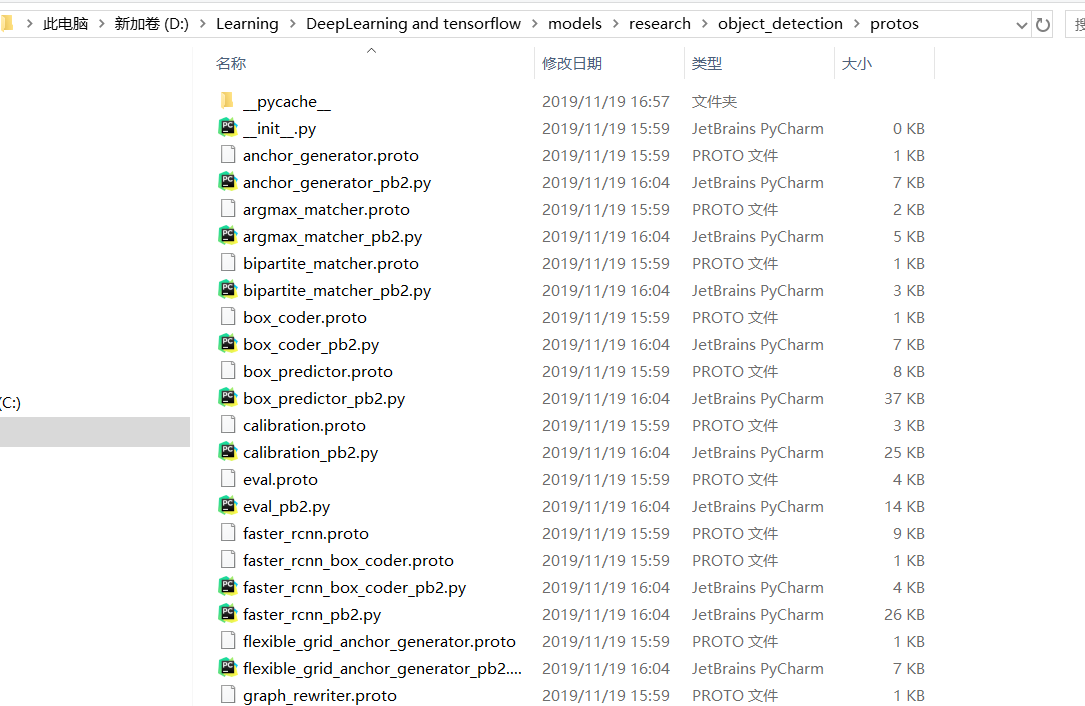 此电脑 > 新加卷 (D:) > Learning > DeepLearning and tensorflow > models > research > object_detection > protos
名称 修改日期 类型 大小
__pycache__ 2019/11/19 16:57 文件夹
__init__.py 2019/11/19 15:59 JetBrains PyCharm 0 KB
anchor_generator.proto 2019/11/19 15:59 PROTO 文件 1 KB
anchor_generator_pb2.py 2019/11/19 16:04 JetBrains PyCharm 7 KB
argmax_matcher.proto 2019/11/19 15:59 PROTO 文件 2 KB
argmax_matcher_pb2.py 2019/11/19 16:04 JetBrains PyCharm 5 KB
bipartite_matcher.proto 2019/11/19 15:59 PROTO 文件 1 KB
bipartite_matcher_pb2.py 2019/11/19 16:04 JetBrains PyCharm 3 KB
box_coder.proto 2019/11/19 15:59 PROTO 文件 1 KB
box_coder_pb2.py 2019/11/19 16:04 JetBrains PyCharm 7 KB
box_predictor.proto 2019/11/19 15:59 PROTO 文件 8 KB
(C:) box_predictor_pb2.py 2019/11/19 16:04 JetBrains PyCharm 37 KB
calibration.proto 2019/11/19 15:59 PROTO 文件 3 KB
calibration_pb2.py 2019/11/19 16:04 JetBrains PyCharm 25 KB
eval.proto 2019/11/19 15:59 PROTO 文件 4 KB
eval_pb2.py 2019/11/19 16:04 JetBrains PyCharm 14 KB
faster_rcnn.proto 2019/11/19 15:59 PROTO 文件 9 KB
faster_rcnn_box_coder.proto 2019/11/19 15:59 PROTO 文件 1 KB
faster_rcnn_box_coder_pb2.py 2019/11/19 16:04 JetBrains PyCharm 4 KB
faster_rcnn_pb2.py 2019/11/19 16:04 JetBrains PyCharm 26 KB
flexible_grid_anchor_generator.proto 2019/11/19 15:59 PROTO 文件 1 KB
flexible_grid_anchor_generator_pb2.... 2019/11/19 16:04 JetBrains PyCharm 7 KB
graph_rewriter.proto 2019/11/19 15:59 PROTO 文件 1 KB